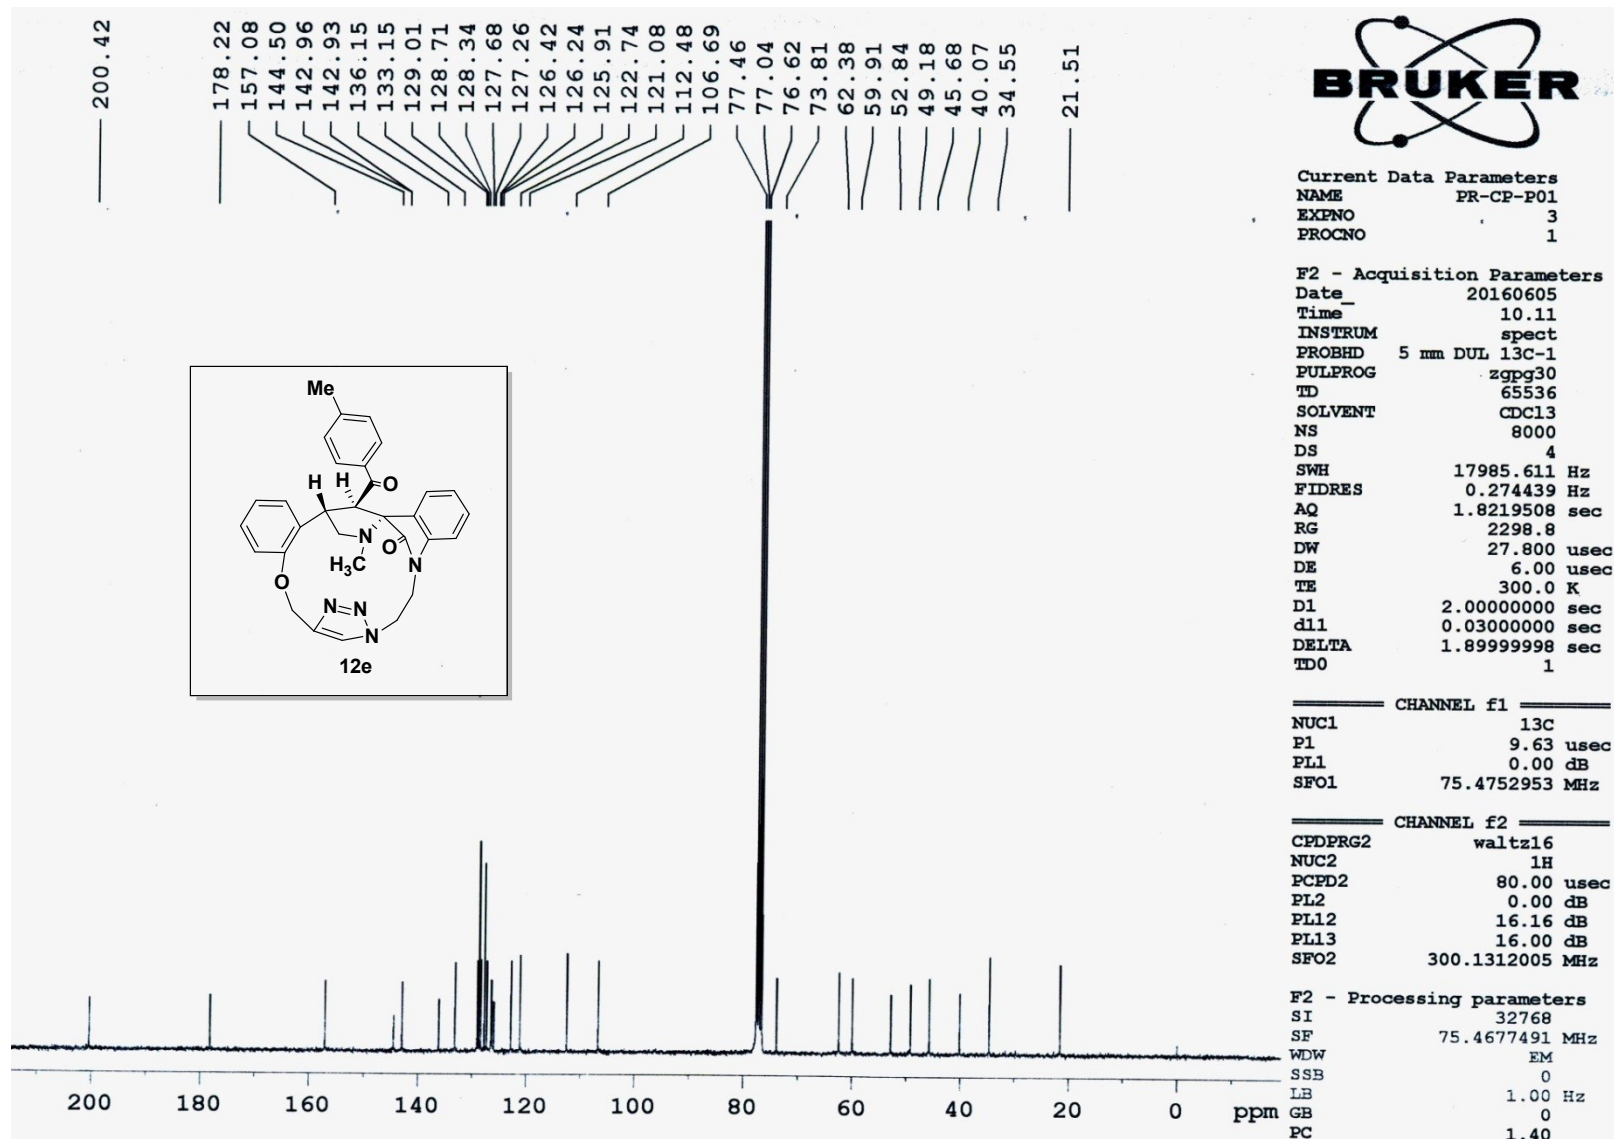 200.42
178.22
157.08
144.50
142.96
142.93
136.15
133.15
129.01
128.71
128.34
127.68
127.26
126.42
126.24
125.91
122.74
121.08
112.48
106.69
77.46
77.04
76.62
73.81
62.38
59.91
52.84
49.18
45.68
40.07
34.55
21.51
BRUKER
Current Data Parameters
NAME PR-CP-P01
EXPNO 3
PROCNO 1
F2 - Acquisition Parameters
Date_ 20160605
Time 10.11
INSTRUM spect
PROBHD 5 mm DUL 13C-1
PULPROG zgpg30
TD 65536
SOLVENT CDCl3
NS 8000
DS 4
SWH 17985.611 Hz
FIDRES 0.274439 Hz
AQ 1.8219508 sec
RG 2298.8
DW 27.800 usec
DE 6.00 usec
TE 300.0 K
D1 2.00000000 sec
d11 0.03000000 sec
DELTA 1.89999998 sec
TD0 1
CHANNEL f1
NUC1 13C
P1 9.63 usec
PL1 0.00 dB
SFO1 75.4752953 MHz
CHANNEL f2
CPDPRG2 waltz16
NUC2 1H
PCPD2 80.00 usec
PL2 0.00 dB
PL12 16.16 dB
PL13 16.00 dB
SFO2 300.1312005 MHz
F2 - Processing parameters
SI 32768
SF 75.4677491 MHz
WDW EM
SSB 0
LB 1.00 Hz
GB 0
PC 1.40
Me
H H O
N O
H3C N
O
N=N
N
12e
200 180 160 140 120 100 80 60 40 20 0 ppm